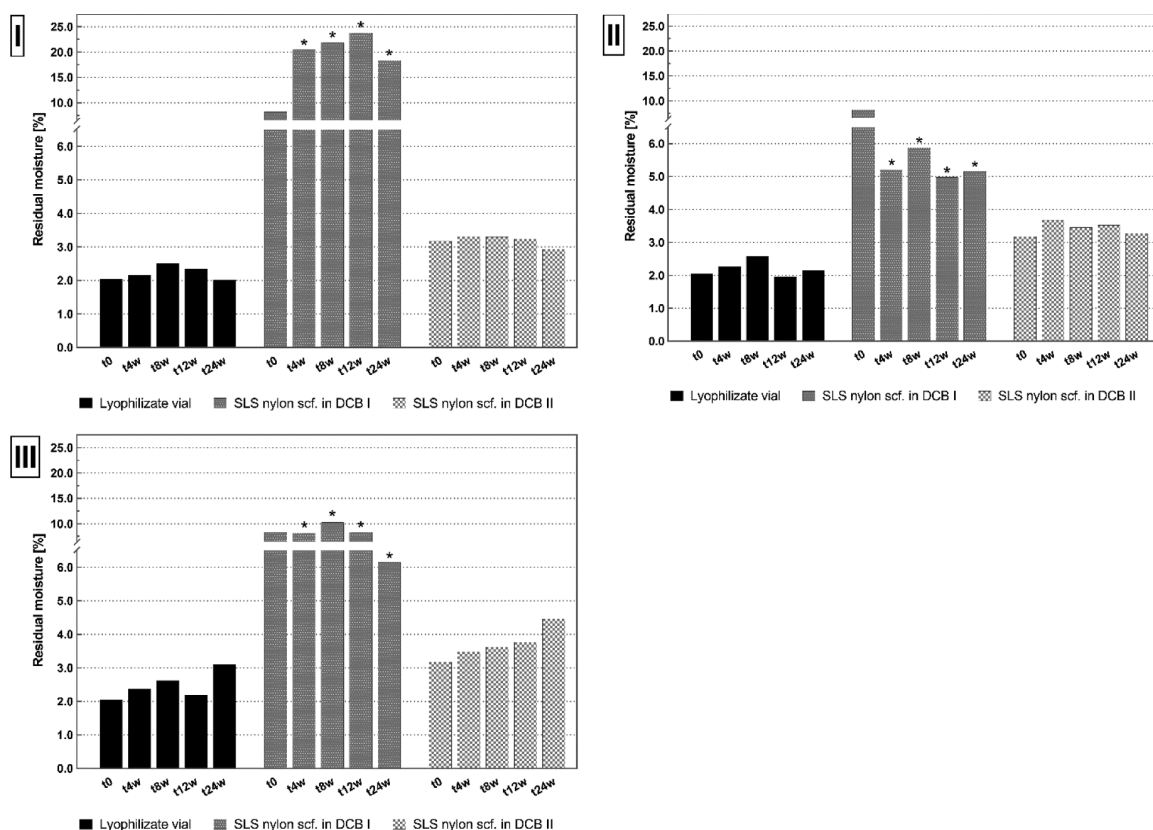 I
Residual moisture [%]
25.0
20.0
15.0
10.0
6.0
5.0
4.0
3.0
2.0
1.0
0.0
* * * *
t0 t4w t8w t12w t24w t0 t4w t8w t12w t24w t0 t4w t8w t12w t24w
Lyophilizate vial SLS nylon scf. in DCB I SLS nylon scf. in DCB II
II
Residual moisture [%]
25.0
20.0
15.0
10.0
6.0
5.0
4.0
3.0
2.0
1.0
0.0
* * * *
t0 t4w t8w t12w t24w t0 t4w t8w t12w t24w t0 t4w t8w t12w t24w
Lyophilizate vial SLS nylon scf. in DCB I SLS nylon scf. in DCB II
III
Residual moisture [%]
25.0
20.0
15.0
10.0
6.0
5.0
4.0
3.0
2.0
1.0
0.0
* * * *
t0 t4w t8w t12w t24w t0 t4w t8w t12w t24w t0 t4w t8w t12w t24w
Lyophilizate vial SLS nylon scf. in DCB I SLS nylon scf. in DCB II